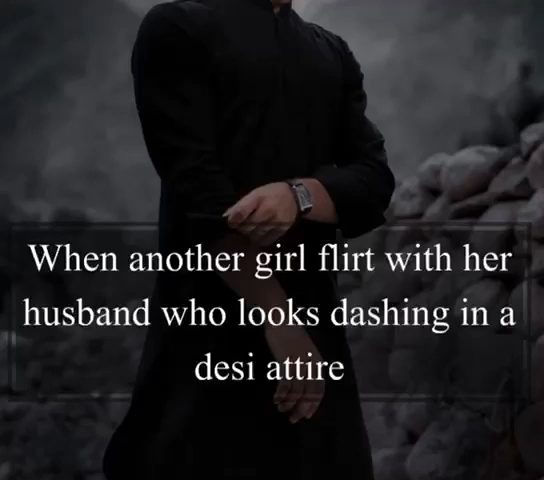 When another girl flirt with her
husband who looks dashing in a
desi attire